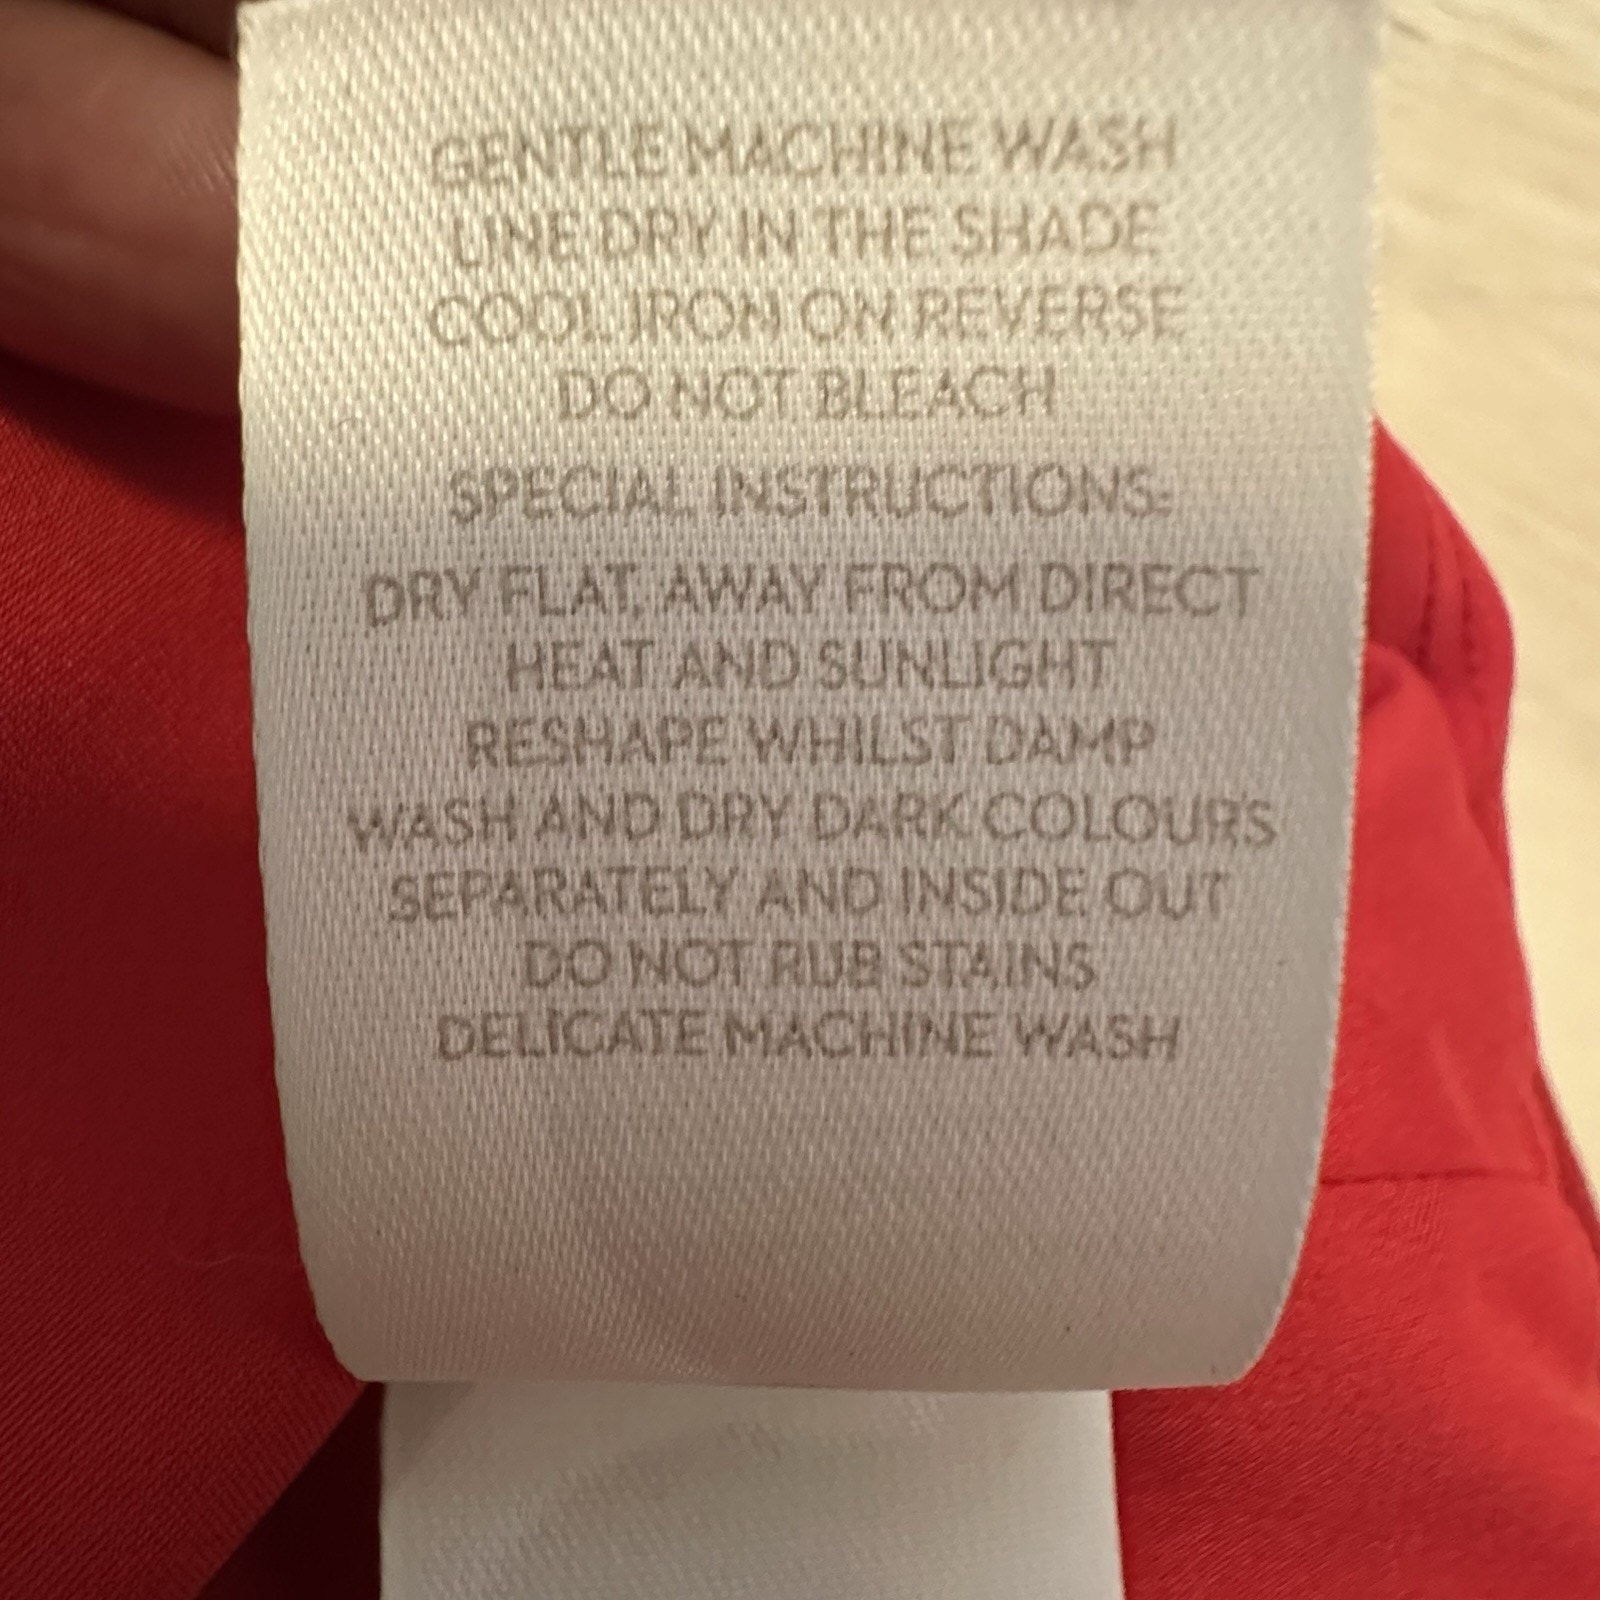 GENTLE MACHINE WASH
LINE DRY IN THE SHADE
COOL IRON ON REVERSE
DO NOT BLEACH
SPECIAL INSTRUCTIONS:
DRY FLAT, AWAY FROM DIRECT
HEAT AND SUNLIGHT
RESHAPE WHILST DAMP
WASH AND DRY DARK COLOURS
SEPARATELY AND INSIDE OUT
DO NOT RUB STAINS
DELICATE MACHINE WASH